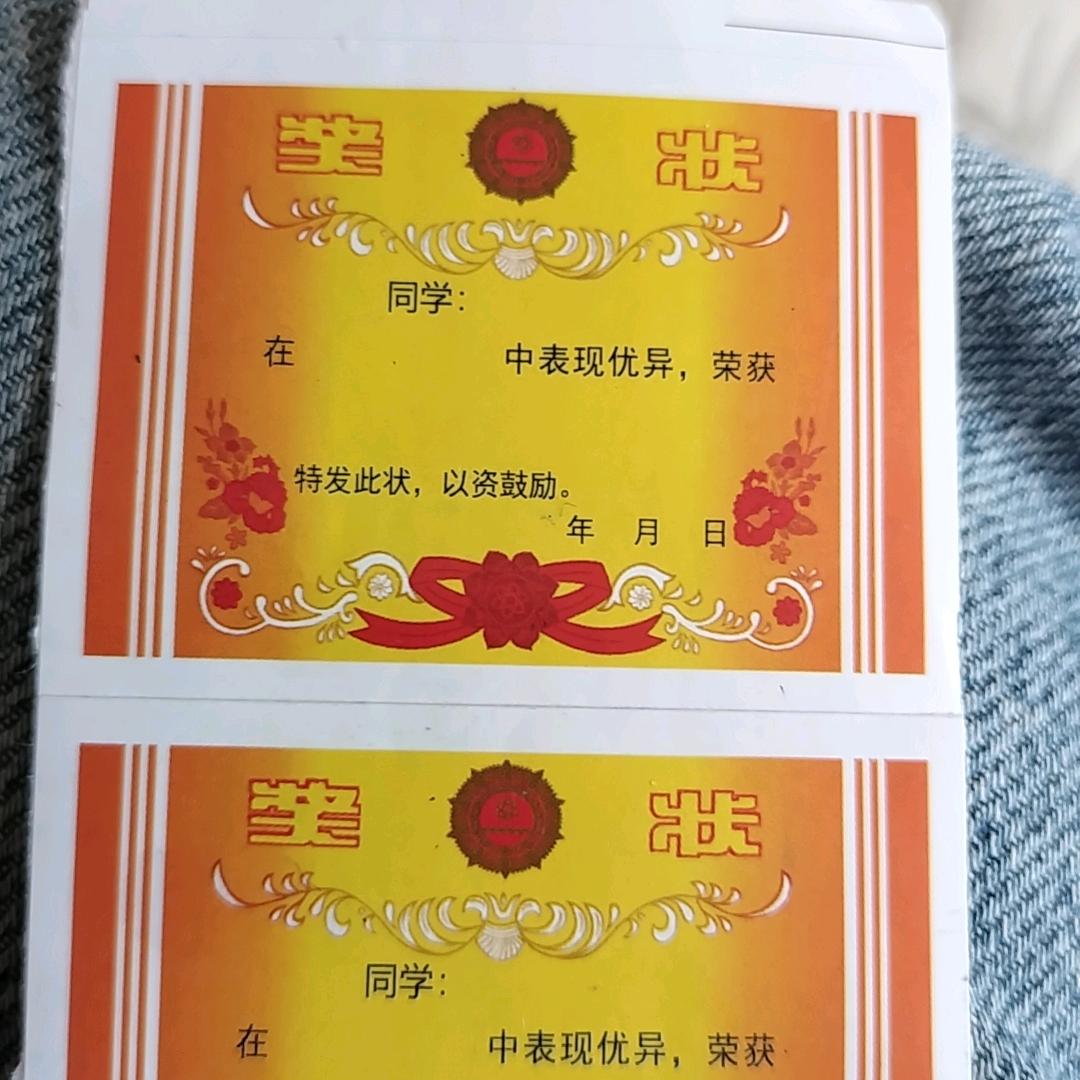 奖 状
同学：
在 中表现优异，荣获
特发此状，以资鼓励。
年 月 日
奖 状
同学：
在 中表现优异，荣获